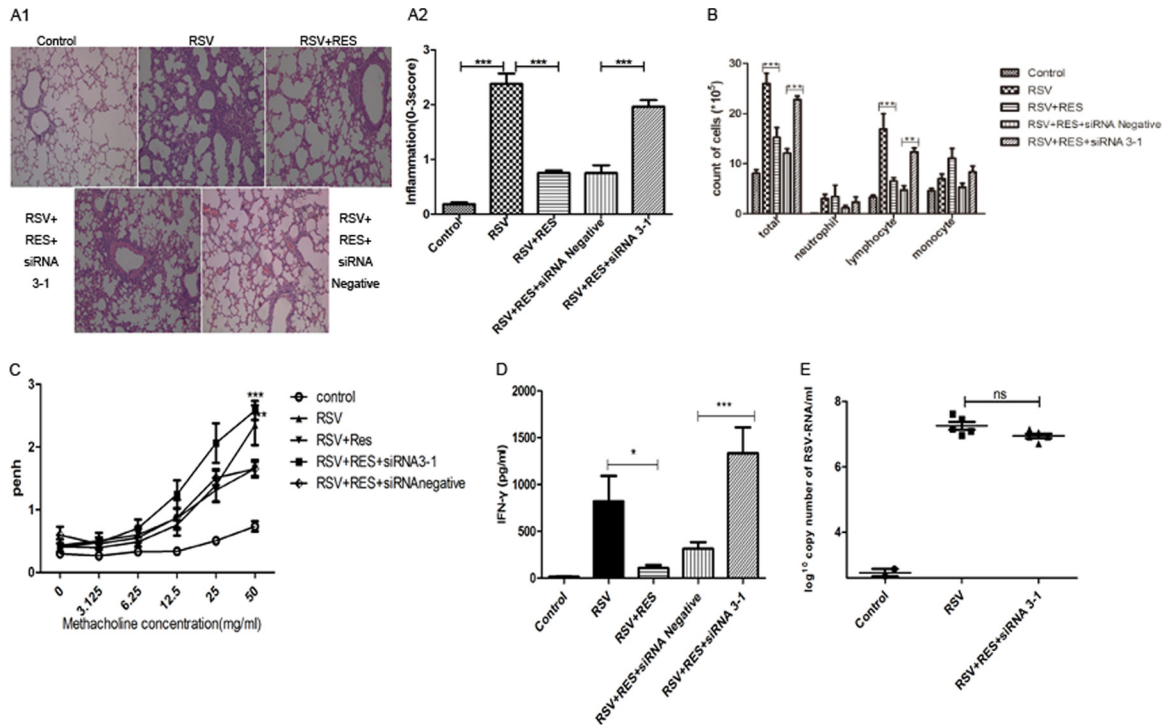 A1
Control
RSV
RSV+RES
RSV+
RES+
siRNA
3-1
RSV+
RES+
siRNA
Negative
A2
Inflammation(0-3score)
3
2
1
0
***
***
***
Control
RSV
RSV+RES
RSV+RES+siRNA Negative
RSV+RES+siRNA 3-1
B
count of cells (*10⁵)
30
20
10
0
***
***
***
**
total
neutrophil
lymphocyte
monocyte
Control
RSV
RSV+RES
RSV+RES+siRNA Negative
RSV+RES+siRNA 3-1
C
penh
3
2
1
0
***
**
0
3.125
6.25
12.5
25
50
Methacholine concentration(mg/ml)
control
RSV
RSV+Res
RSV+RES+siRNA3-1
RSV+RES+siRNAnegative
D
IFN-γ (pg/ml)
2000
1500
1000
500
0
*
***
Control
RSV
RSV+RES
RSV+RES+siRNA Negative
RSV+RES+siRNA 3-1
E
log¹⁰ copy number of RSV-RNA/ml
8
6
4
ns
Control
RSV
RSV+RES+siRNA 3-1